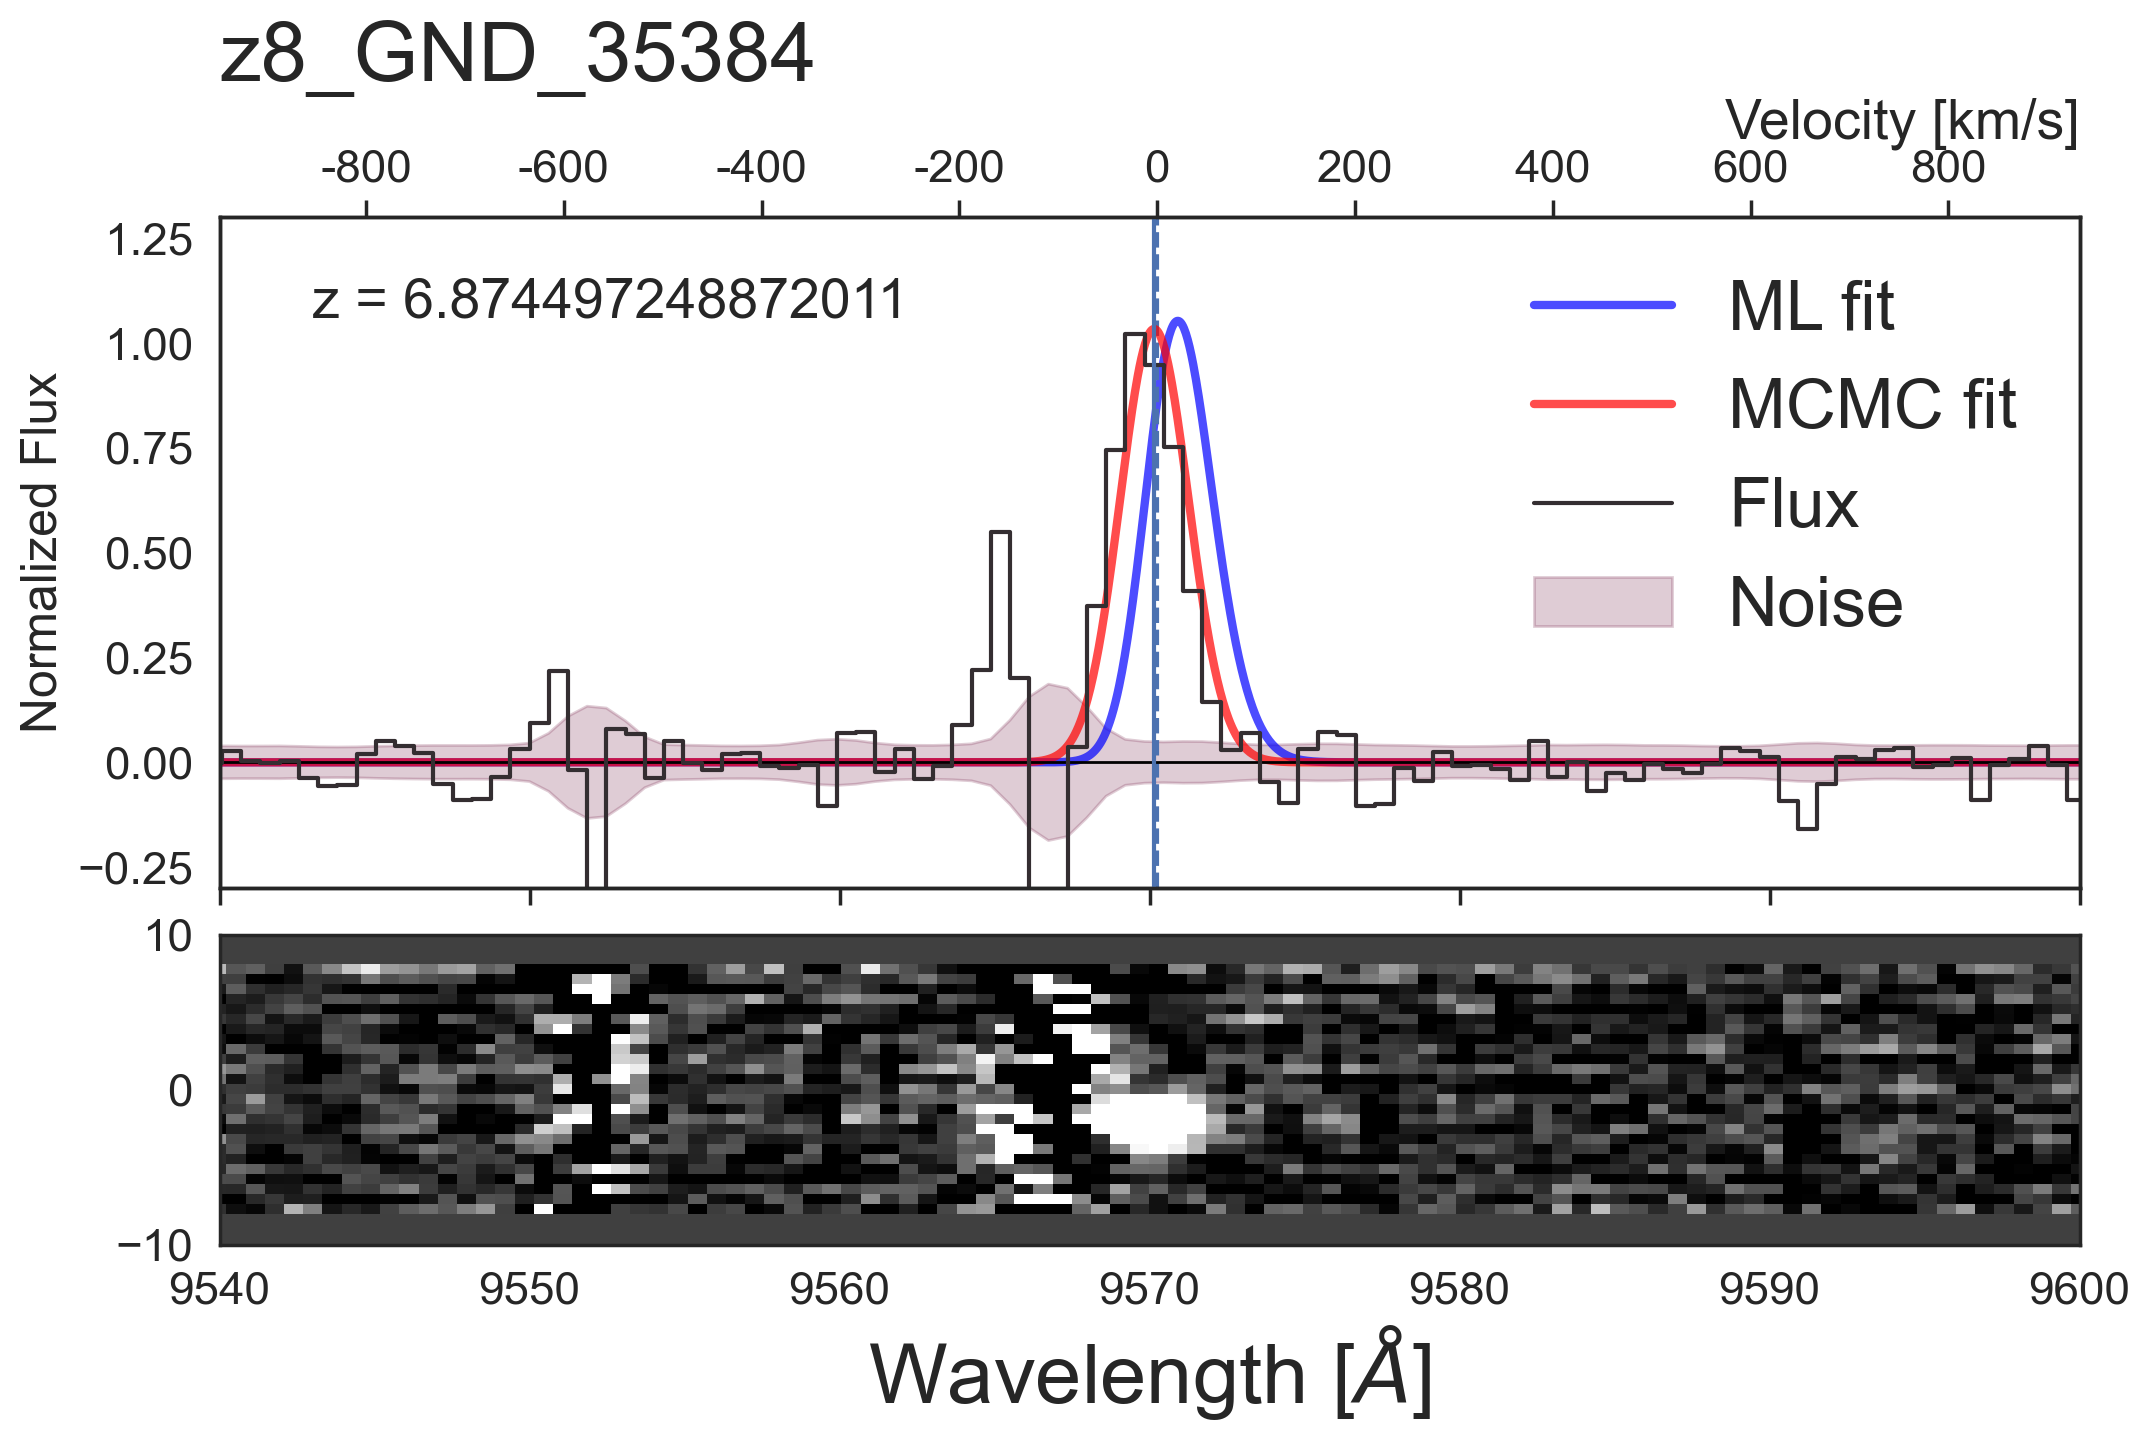 z8_GND_35384
Velocity [km/s]
-800 -600 -400 -200 0 200 400 600 800
1.25
1.00
0.75
0.50
0.25
0.00
−0.25
Normalized Flux
z = 6.874497248872011
ML fit
MCMC fit
Flux
Noise
10
0
−10
9540 9550 9560 9570 9580 9590 9600
Wavelength [Å]